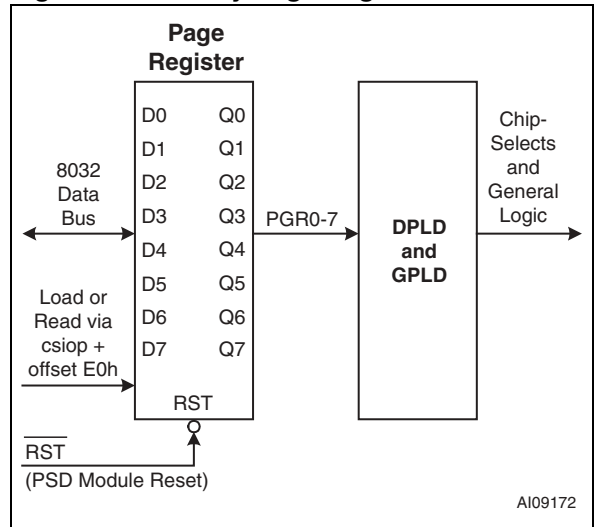 Page
Register
D0 Q0
D1 Q1
D2 Q2
D3 Q3
D4 Q4
D5 Q5
D6 Q6
D7 Q7
RST
8032
Data
Bus
Load or
Read via
csiop +
offset E0h
RST
(PSD Module Reset)
PGR0-7
DPLD
and
GPLD
Chip-
Selects
and
General
Logic
AI09172